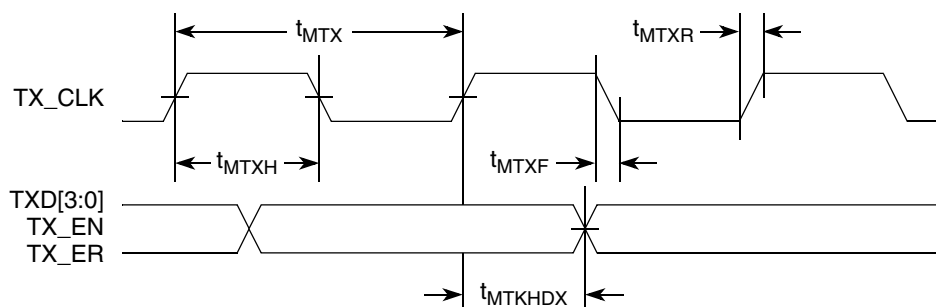 tMTX
tMTXR
TX_CLK
tMTXH
tMTXF
TXD[3:0]
TX_EN
TX_ER
tMTKHDX